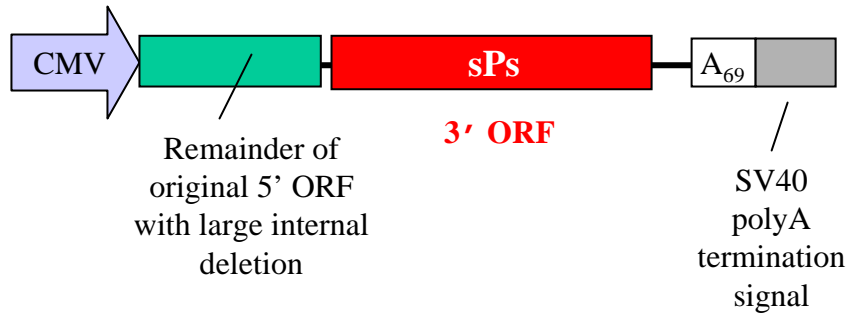 CMV
sPs
A69
3′ ORF
Remainder of
original 5’ ORF
with large internal
deletion
SV40
polyA
termination
signal